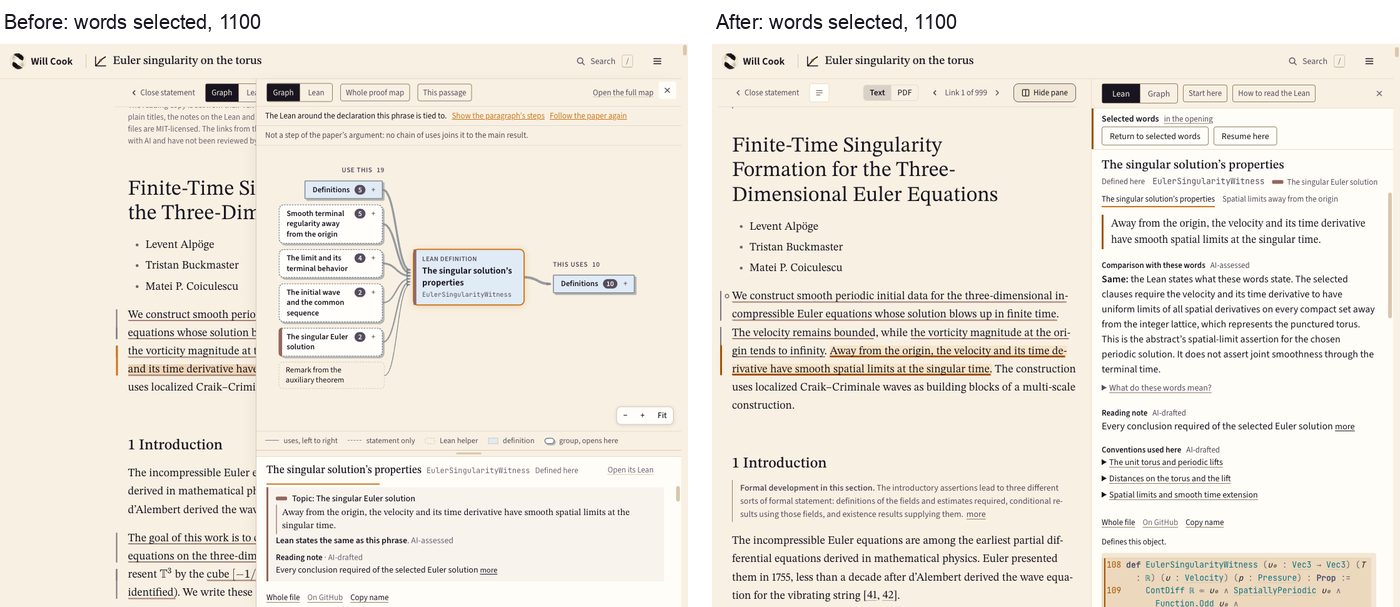 Before: words selected, 1100
Will Cook
Euler singularity on the torus
Search /
Close statement
Graph
plain titles, the notes on the Lean and
files are MIT-licensed. The links from t
with AI and have not been reviewed by
Finite-Time Si
the Three-Dim
• Levent Alpöge
• Tristan Buckmaster
• Matei P. Coiculescu
We construct smooth perio
equations whose solution b
the vorticity magnitude at t
and its time derivative have
uses localized Craik–Crimi
1 Introduction
The incompressible Euler e
derived in mathematical ph
d’Alembert derived the wav
The goal of this work is to c
equations on the three-dim
resent 𝕋³ by the cube [−1/
identified). We write these
Graph Lean Whole proof map This passage Open the full map ×
The Lean around the declaration this phrase is tied to. Show the paragraph's steps Follow the paper again
Not a step of the paper's argument: no chain of uses joins it to the main result.
USE THIS 19
Definitions 5 +
Smooth terminal 5 +
regularity away
from the origin
The limit and its 4 +
terminal behavior
The initial wave 2 +
and the common
sequence
The singular Euler 2 +
solution
Remark from the
auxiliary theorem
LEAN DEFINITION
The singular solution's
properties
EulerSingularityWitness
THIS USES 10
Definitions 10 +
− + Fit
uses, left to right statement only Lean helper definition group, opens here
The singular solution's properties EulerSingularityWitness Defined here Open its Lean
Topic: The singular Euler solution
Away from the origin, the velocity and its time derivative have smooth spatial limits at the
singular time.
Lean states the same as this phrase. AI-assessed
Reading note · AI-drafted
Every conclusion required of the selected Euler solution more
Whole file On GitHub Copy name
After: words selected, 1100
Will Cook
Euler singularity on the torus
Search /
Close statement
Text PDF
Link 1 of 999
Hide pane
Finite-Time Singularity
Formation for the Three-
Dimensional Euler Equations
• Levent Alpöge
• Tristan Buckmaster
• Matei P. Coiculescu
We construct smooth periodic initial data for the three-dimensional in-
compressible Euler equations whose solution blows up in finite time.
The velocity remains bounded, while the vorticity magnitude at the ori-
gin tends to infinity. Away from the origin, the velocity and its time de-
rivative have smooth spatial limits at the singular time. The construction
uses localized Craik–Criminale waves as building blocks of a multi-scale
construction.
1 Introduction
Formal development in this section. The introductory assertions lead to three different
sorts of formal statement: definitions of the fields and estimates required, conditional re-
sults using those fields, and existence results supplying them. more
The incompressible Euler equations are among the earliest partial dif-
ferential equations derived in mathematical physics. Euler presented
them in 1755, less than a decade after d’Alembert derived the wave equa-
tion for the vibrating string [41, 42].
Lean Graph Start here How to read the Lean ×
Selected words in the opening
Return to selected words Resume here
The singular solution's properties
Defined here EulerSingularityWitness The singular Euler solution
The singular solution's properties Spatial limits away from the origin
Away from the origin, the velocity and its time derivative
have smooth spatial limits at the singular time.
Comparison with these words AI-assessed
Same: the Lean states what these words state. The selected
clauses require the velocity and its time derivative to have
uniform limits of all spatial derivatives on every compact set away
from the integer lattice, which represents the punctured torus.
This is the abstract's spatial-limit assertion for the chosen
periodic solution. It does not assert joint smoothness through the
terminal time.
What do these words mean?
Reading note AI-drafted
Every conclusion required of the selected Euler solution more
Conventions used here AI-drafted
The unit torus and periodic lifts
Distances on the torus and the lift
Spatial limits and smooth time extension
Whole file On GitHub Copy name
Defines this object.
108 def EulerSingularityWitness (u₀ : Vec3 → Vec3) (T
: ℝ) (u : Velocity) (p : Pressure) : Prop :=
109 ContDiff ℝ ∞ u₀ ∧ SpatiallyPeriodic u₀ ∧
Function.Odd u₀ ∧